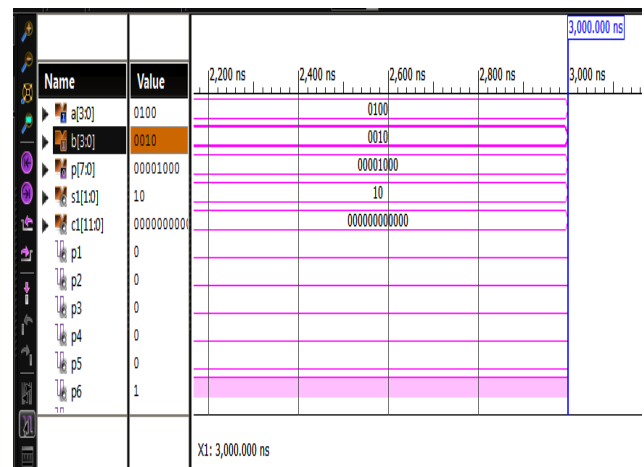 3,000.000 ns
Name Value 2,200 ns 2,400 ns 2,600 ns 2,800 ns 3,000 ns
a[3:0] 0100 0100
b[3:0] 0010 0010
p[7:0] 00001000 00001000
s1[1:0] 10 10
c1[11:0] 0000000000 000000000000
p1 0
p2 0
p3 0
p4 0
p5 0
p6 1
X1: 3,000.000 ns